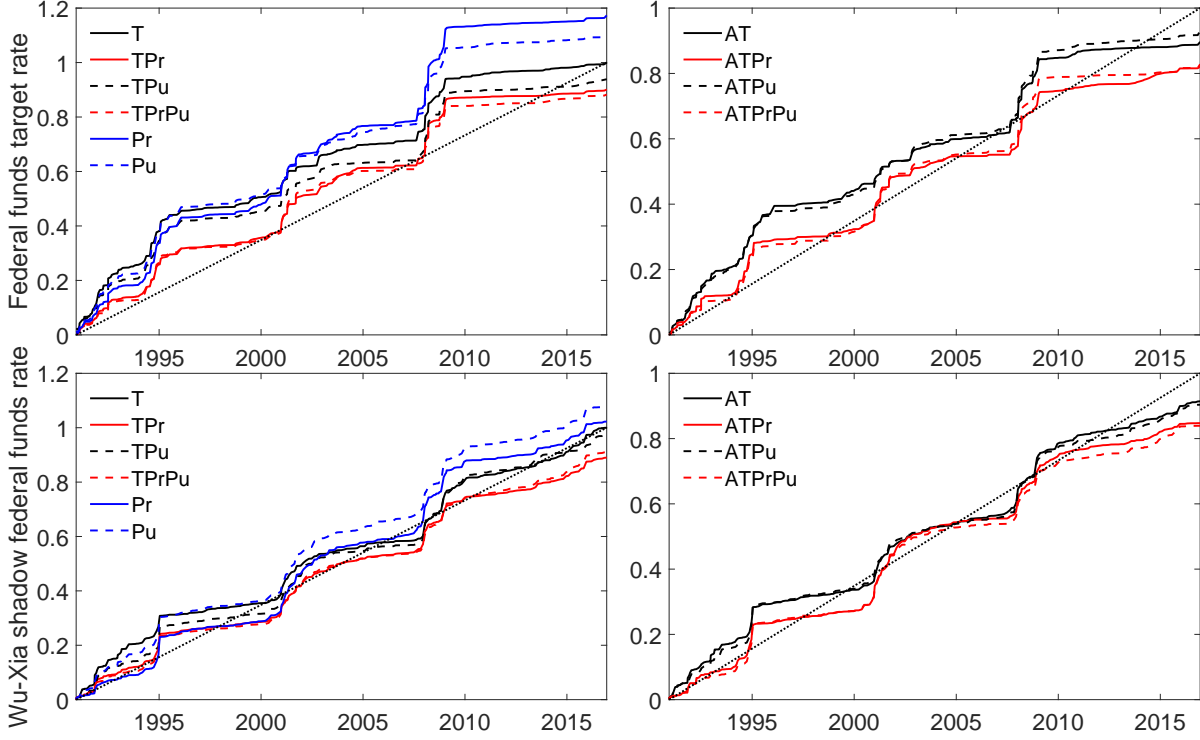 Federal funds target rate
1.2
1
0.8
0.6
0.4
0.2
0
T
TPr
TPu
TPrPu
Pr
Pu
1995 2000 2005 2010 2015
1
0.8
0.6
0.4
0.2
0
AT
ATPr
ATPu
ATPrPu
1995 2000 2005 2010 2015
Wu-Xia shadow federal funds rate
1.2
1
0.8
0.6
0.4
0.2
0
T
TPr
TPu
TPrPu
Pr
Pu
1995 2000 2005 2010 2015
1
0.8
0.6
0.4
0.2
0
AT
ATPr
ATPu
ATPrPu
1995 2000 2005 2010 2015